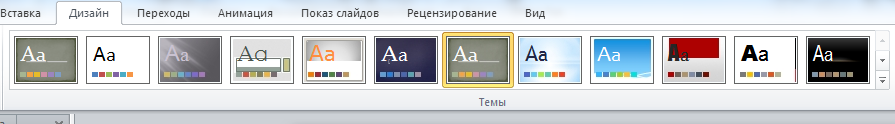 Вставка Дизайн Переходы Анимация Показ слайдов Рецензирование Вид
Aa Aa Aa Aa Aa Aa Aa Aa Aa Aa Aa Aa
Темы